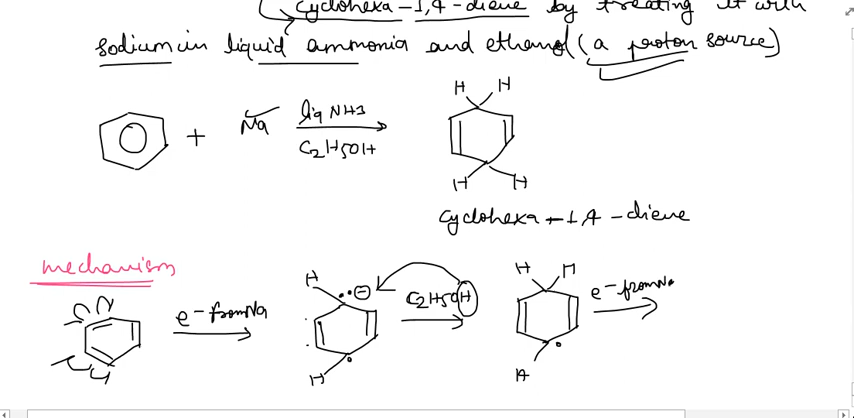 cyclohexa-1,4-diene by treating it with
sodium in liquid ammonia and ethanol (a proton source)
+ Na liq NH3
C2H5OH
H H
H H
cyclohexa-1,4-diene
mechanism
e- from Na
H
⊖
H
C2H5OH
H H
H
e- from Na